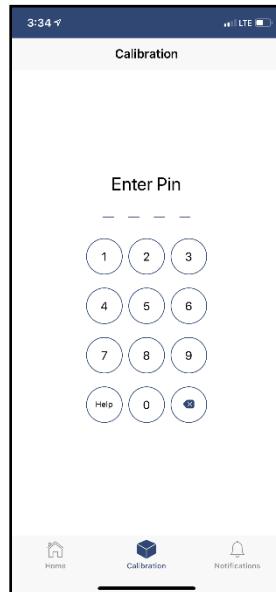 3:34 LTE
Calibration
Enter Pin
1 2 3
4 5 6
7 8 9
Help 0
Home Calibration Notifications